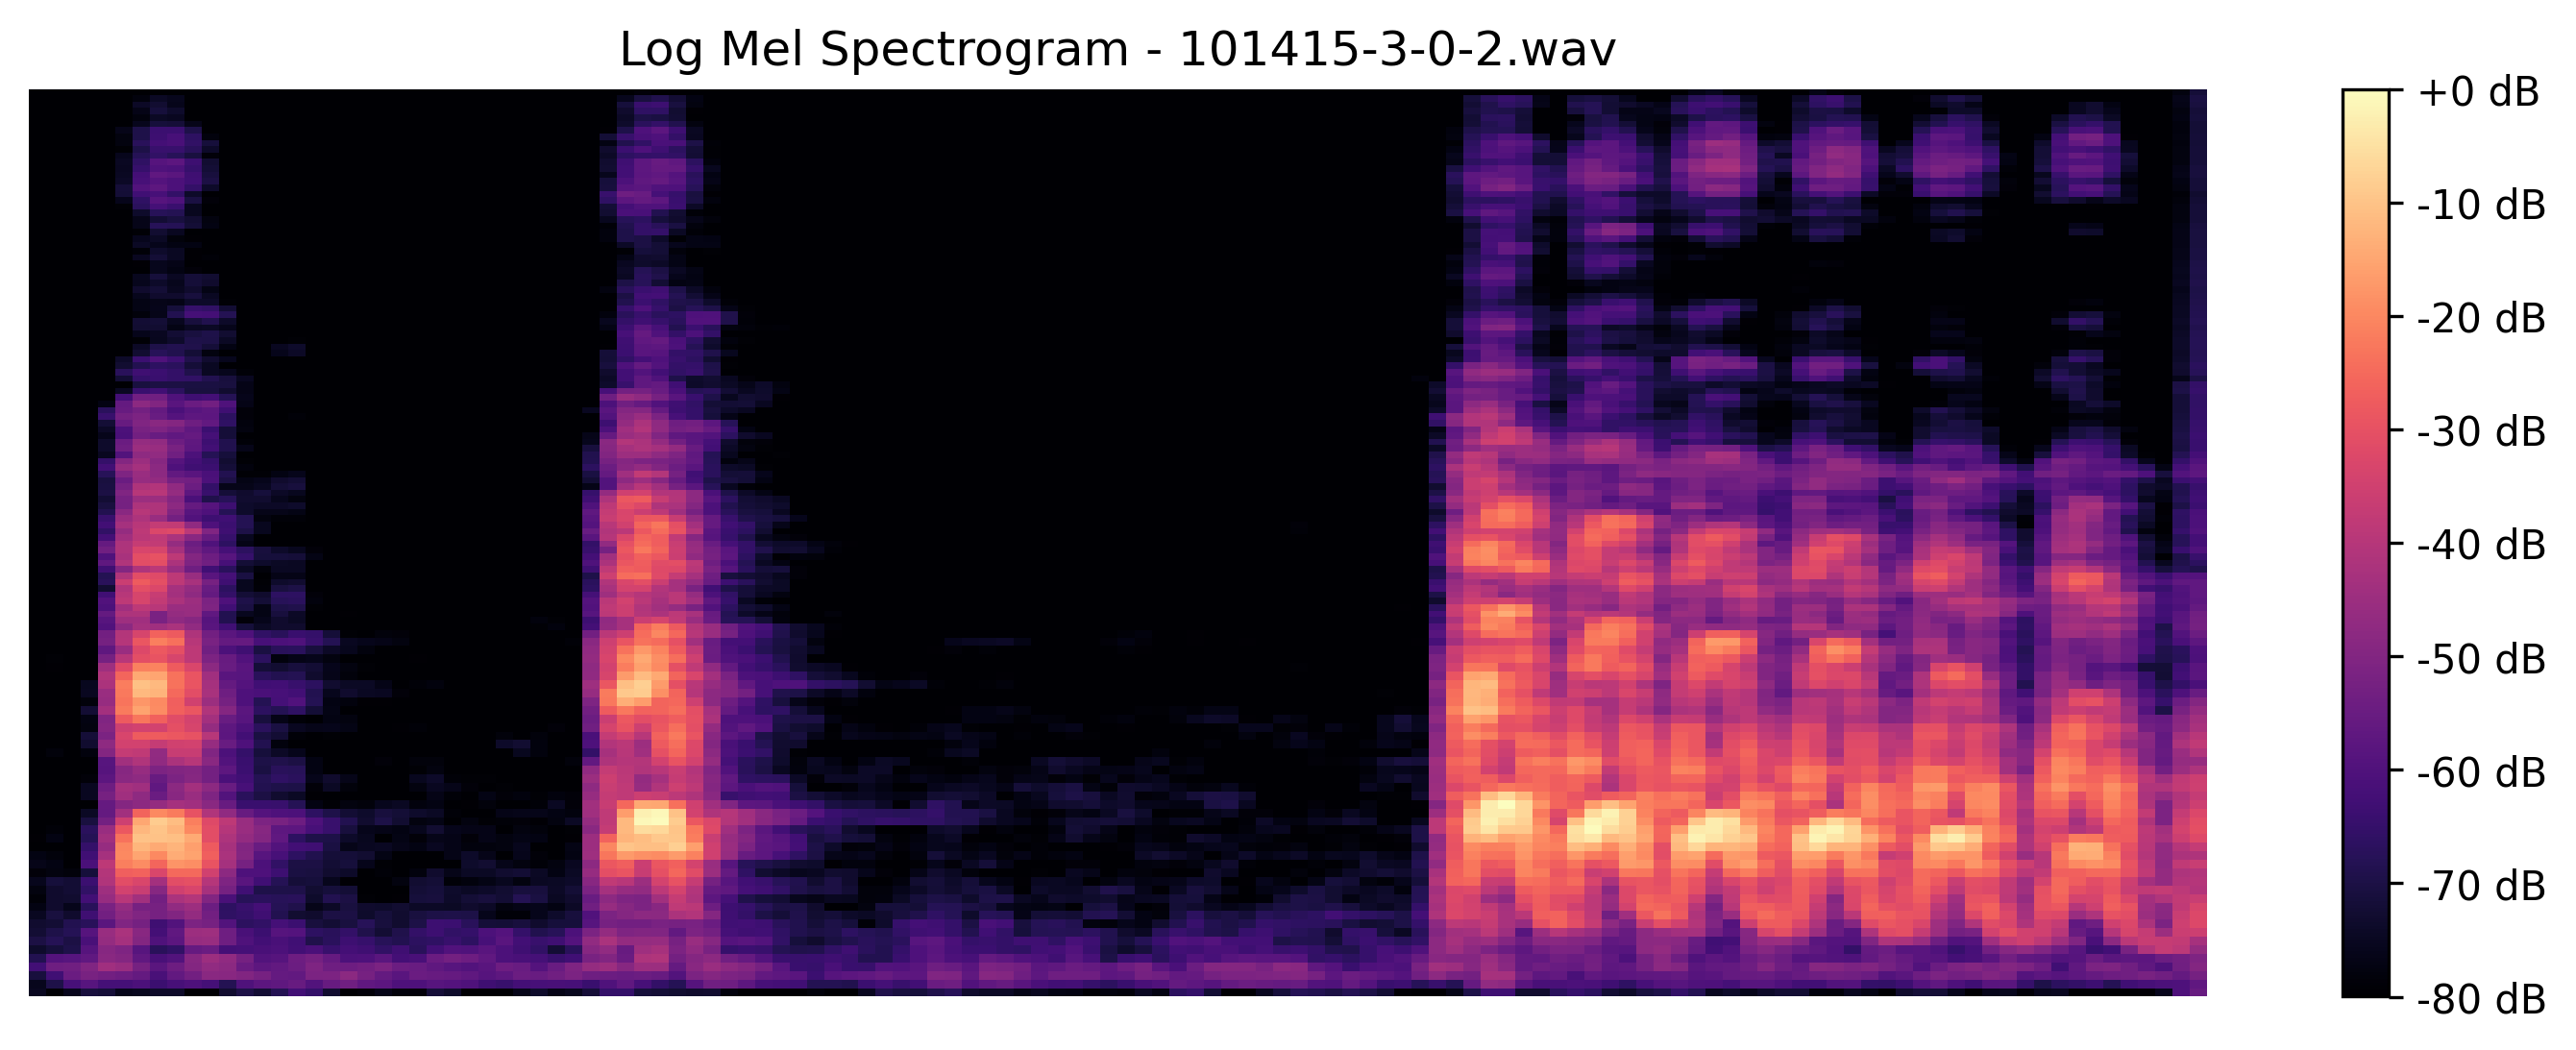 Log Mel Spectrogram - 101415-3-0-2.wav
+0 dB
-10 dB
-20 dB
-30 dB
-40 dB
-50 dB
-60 dB
-70 dB
-80 dB